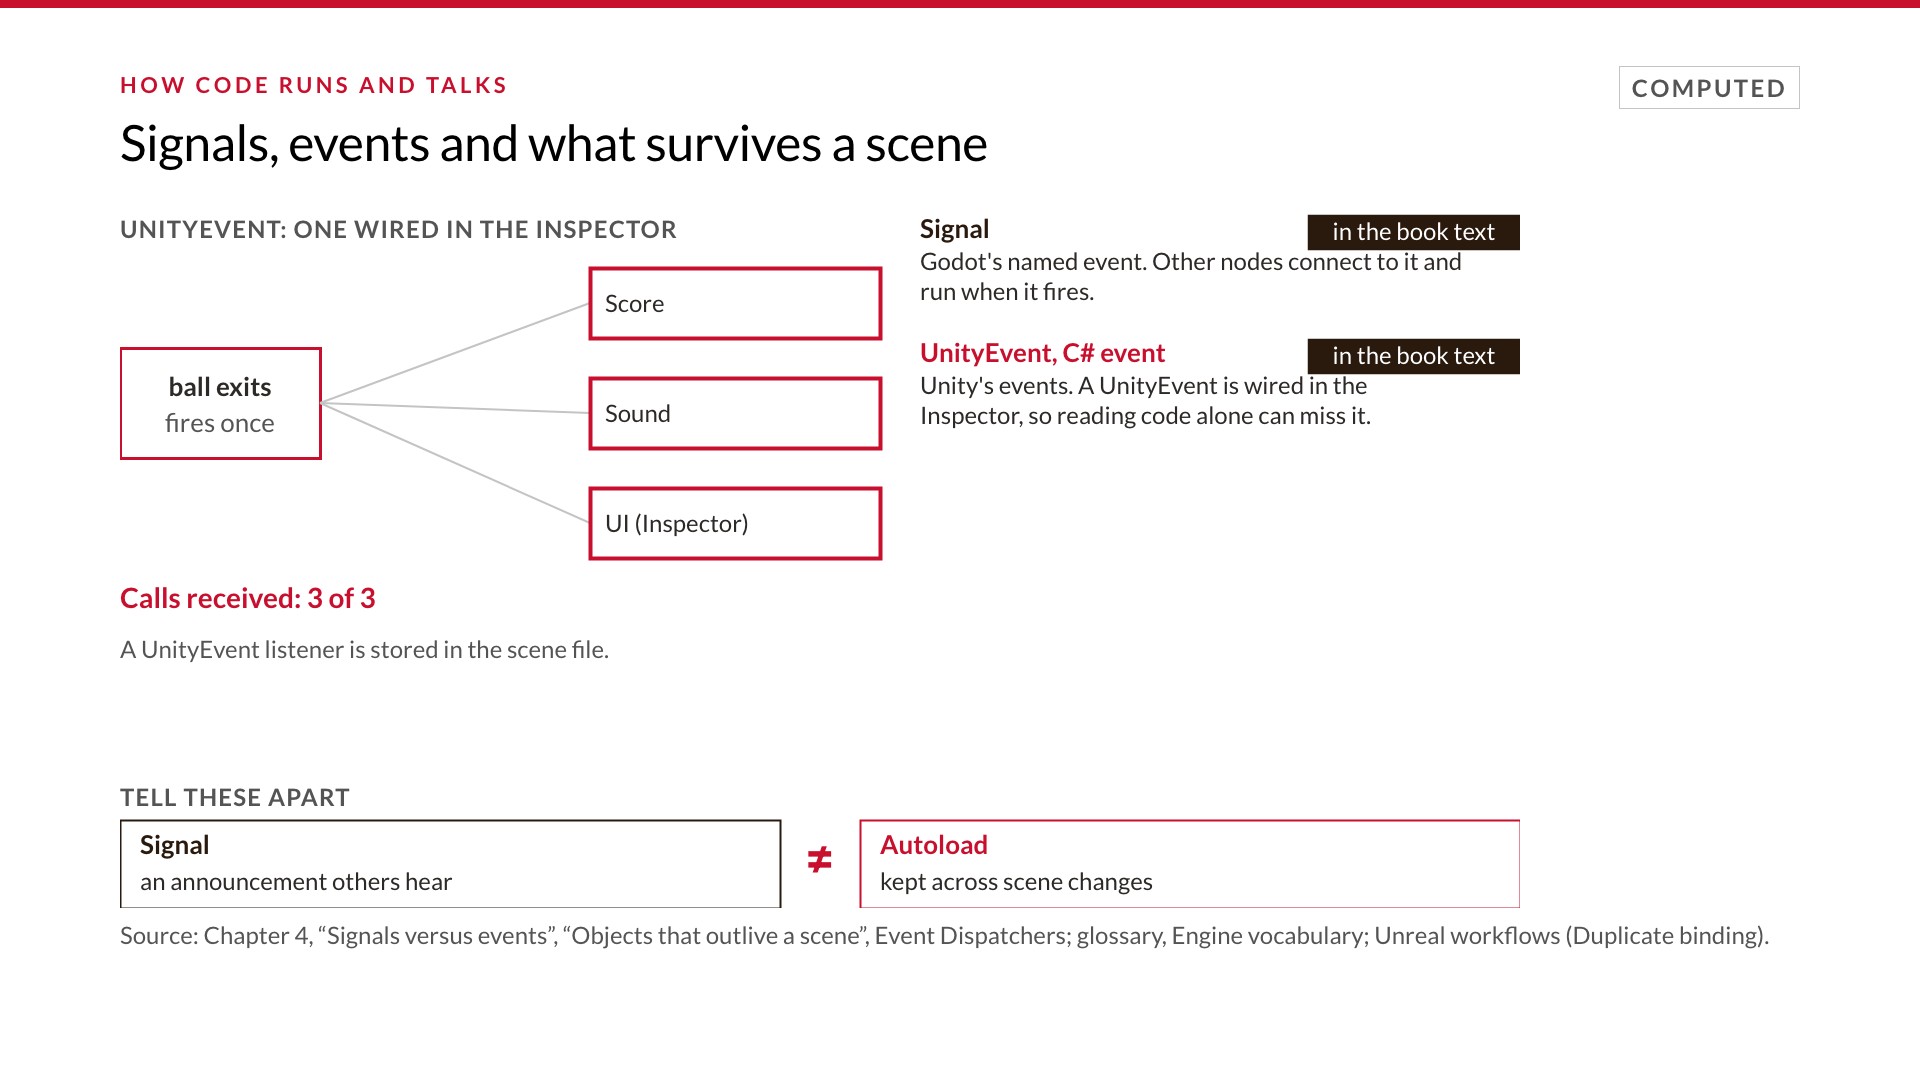 HOW CODE RUNS AND TALKS
COMPUTED
Signals, events and what survives a scene
UNITYEVENT: ONE WIRED IN THE INSPECTOR
ball exits
fires once
Score
Sound
UI (Inspector)
Calls received: 3 of 3
A UnityEvent listener is stored in the scene file.
Signal
in the book text
Godot's named event. Other nodes connect to it and
run when it fires.
UnityEvent, C# event
in the book text
Unity's events. A UnityEvent is wired in the
Inspector, so reading code alone can miss it.
TELL THESE APART
Signal
an announcement others hear
≠
Autoload
kept across scene changes
Source: Chapter 4, “Signals versus events”, “Objects that outlive a scene”, Event Dispatchers; glossary, Engine vocabulary; Unreal workflows (Duplicate binding).